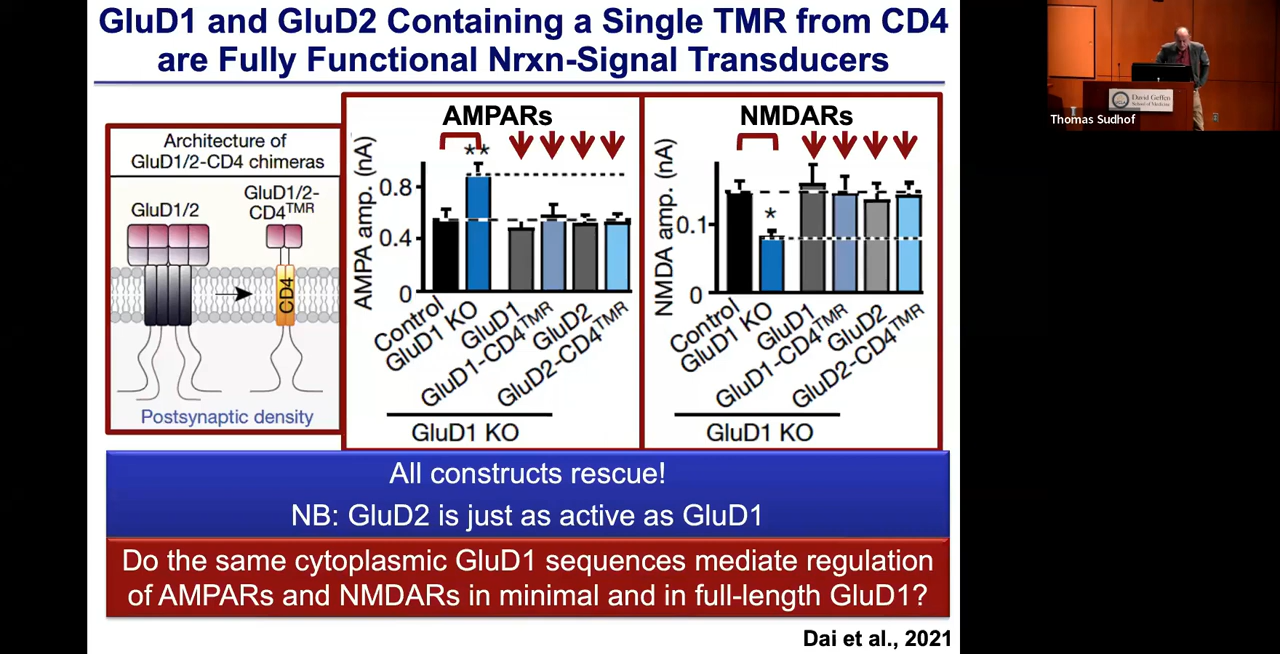 GluD1 and GluD2 Containing a Single TMR from CD4
are Fully Functional Nrxn-Signal Transducers
Architecture of
GluD1/2-CD4 chimeras
GluD1/2
GluD1/2-
CD4TMR
CD4
Postsynaptic density
AMPARs
**
AMPA amp. (nA)
0.8
0.4
0
Control
GluD1 KO
GluD1
GluD1-CD4TMR
GluD2
GluD2-CD4TMR
GluD1 KO
NMDARs
*
NMDA amp. (nA)
0.1
0
Control
GluD1 KO
GluD1
GluD1-CD4TMR
GluD2
GluD2-CD4TMR
GluD1 KO
All constructs rescue!
NB: GluD2 is just as active as GluD1
Do the same cytoplasmic GluD1 sequences mediate regulation
of AMPARs and NMDARs in minimal and in full-length GluD1?
Dai et al., 2021
David Geffen
School of Medicine
Thomas Sudhof